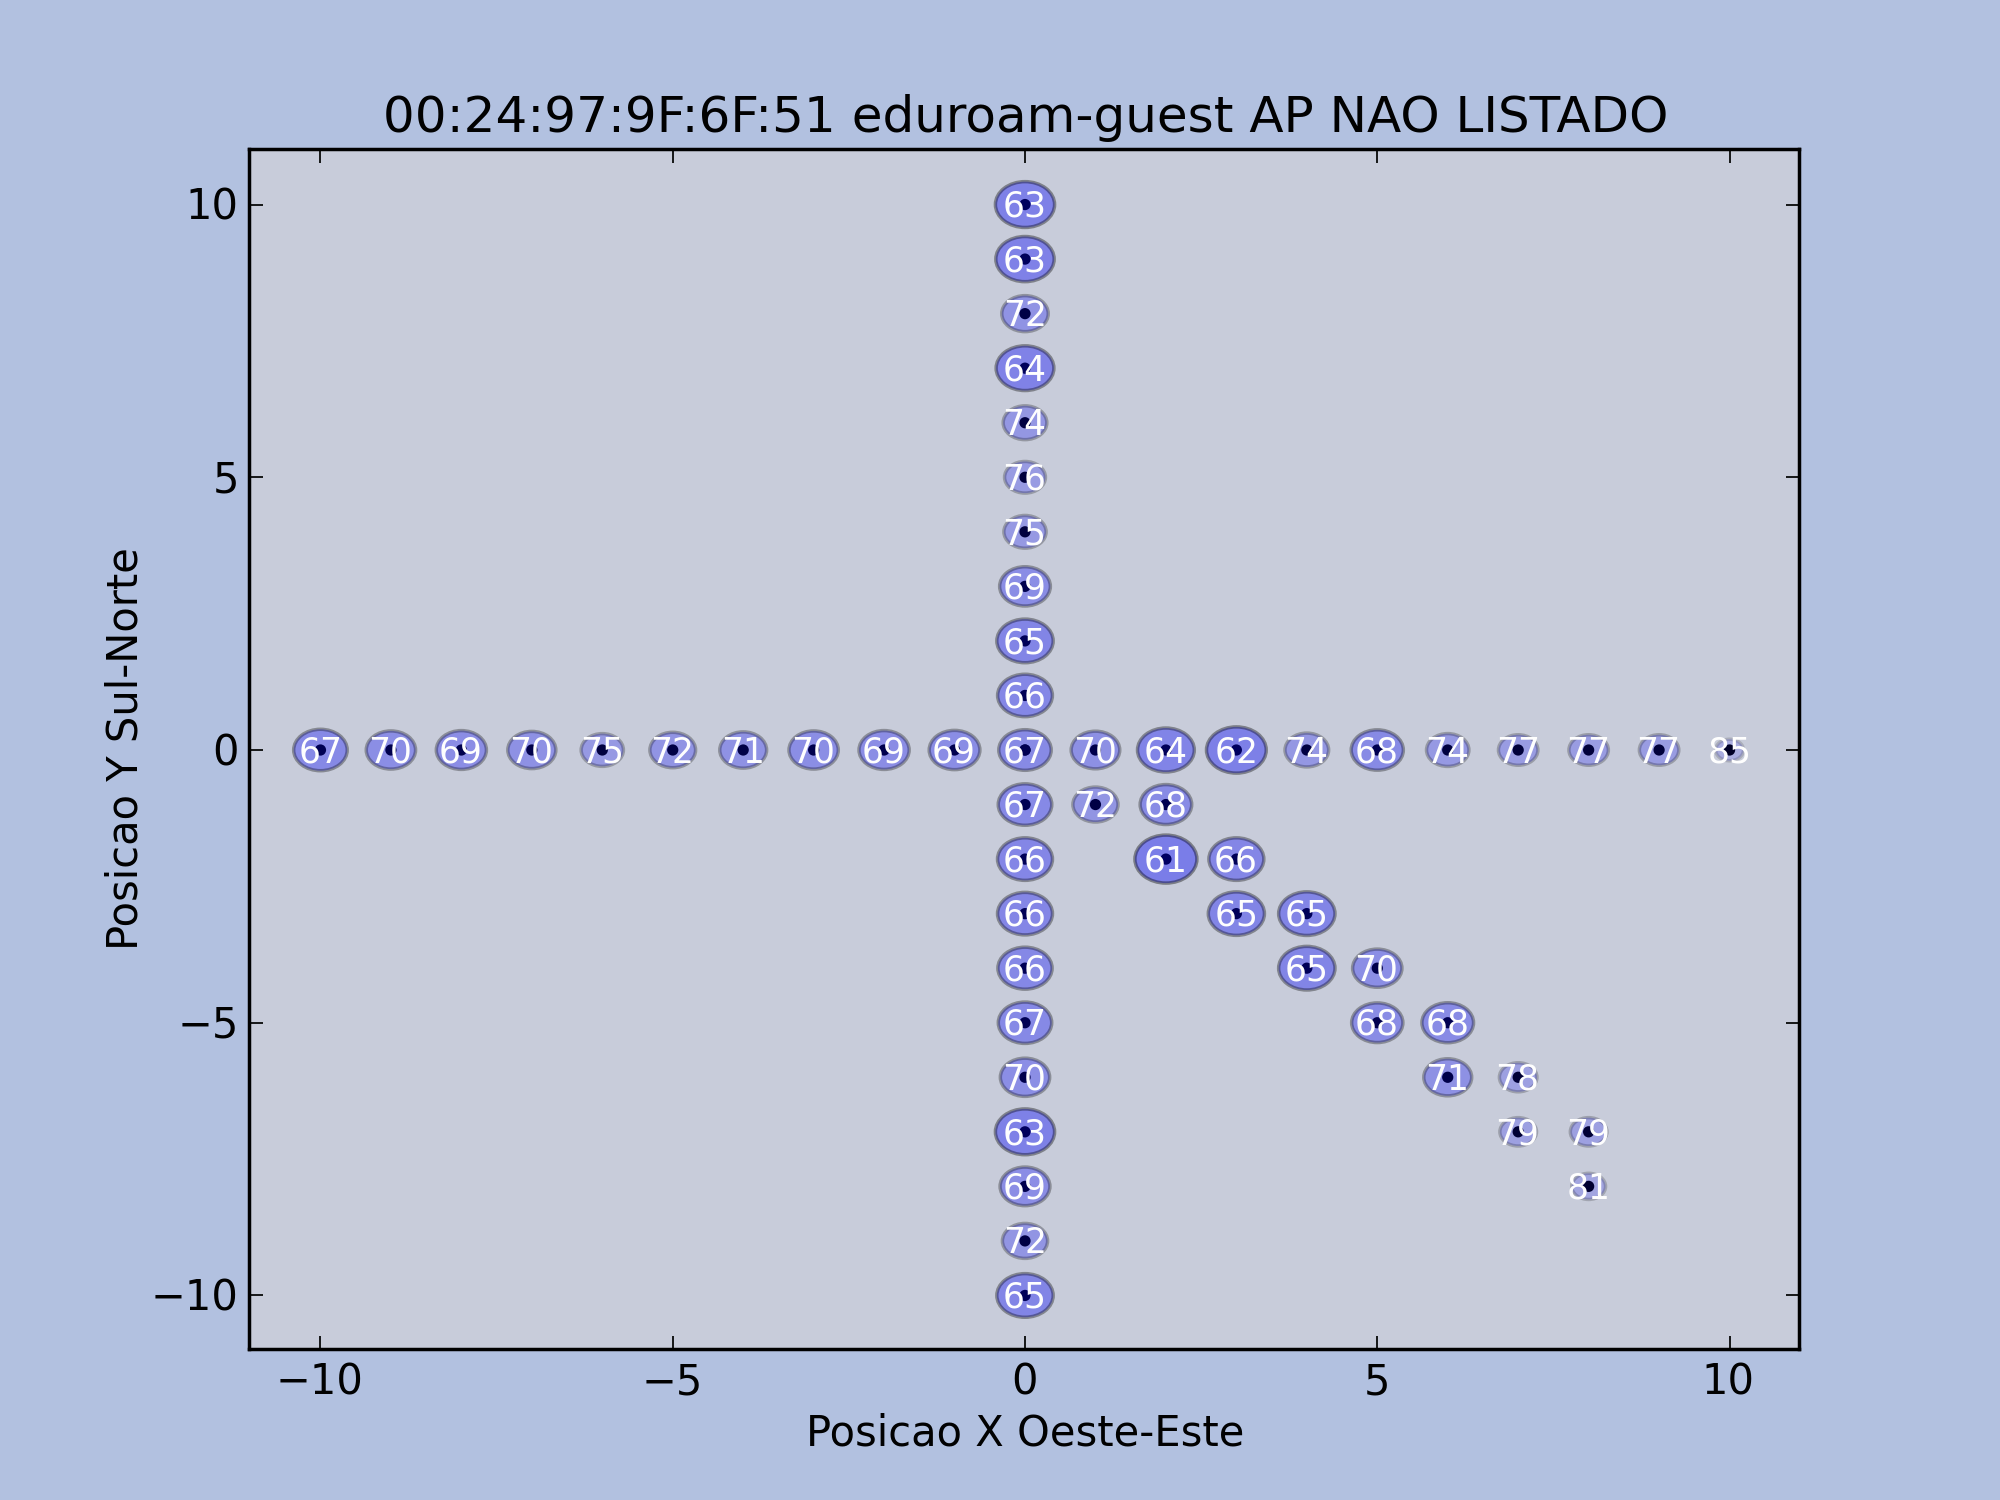 00:24:97:9F:6F:51 eduroam-guest AP NAO LISTADO
10
63
63
72
64
74
5
76
75
69
65
66
0
67 70 69 70 75 72 71 70 69 69 67 70 64 62 74 68 74 77 77 77 85
67 72 68
66 61 66
66 65 65
66 65 70
−5
67 68 68
70 71 78
63 79 79
69 81
72
−10
65
−10 −5 0 5 10
Posicao X Oeste-Este
Posicao Y Sul-Norte